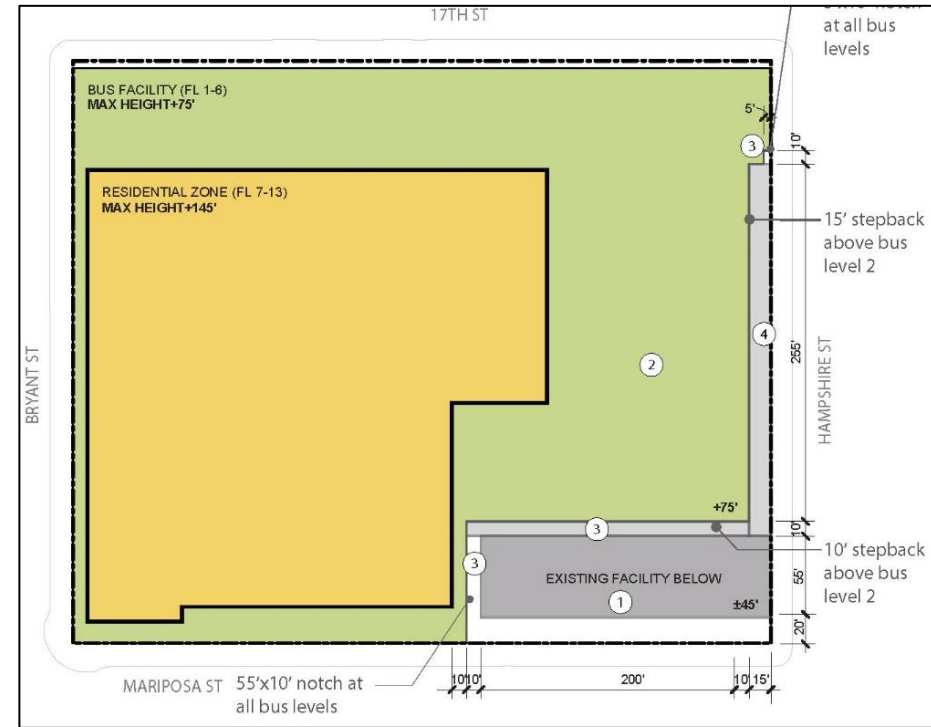 17TH ST
at all bus
levels
BUS FACILITY (FL 1-6)
MAX HEIGHT+75'
5'
10'
3
RESIDENTIAL ZONE (FL 7-13)
MAX HEIGHT+145'
15' stepback
above bus
level 2
4
BRYANT ST
2
255'
HAMPSHIRE ST
+75'
3
10'
10' stepback
above bus
level 2
3
EXISTING FACILITY BELOW
55'
1
±45'
20'
MARIPOSA ST
55'x10' notch at
all bus levels
10'
10'
200'
10'
15'